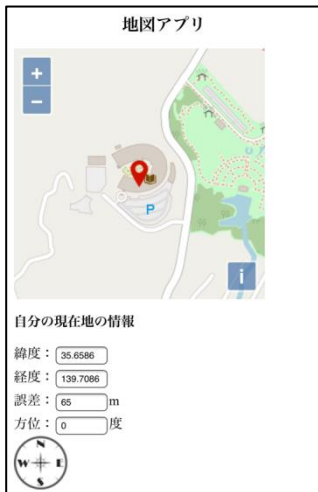 地図アプリ
+
−
P
i
自分の現在地の情報
緯度： 35.6586
経度： 139.7086
誤差： 65 m
方位： 0 度
N
W E
S